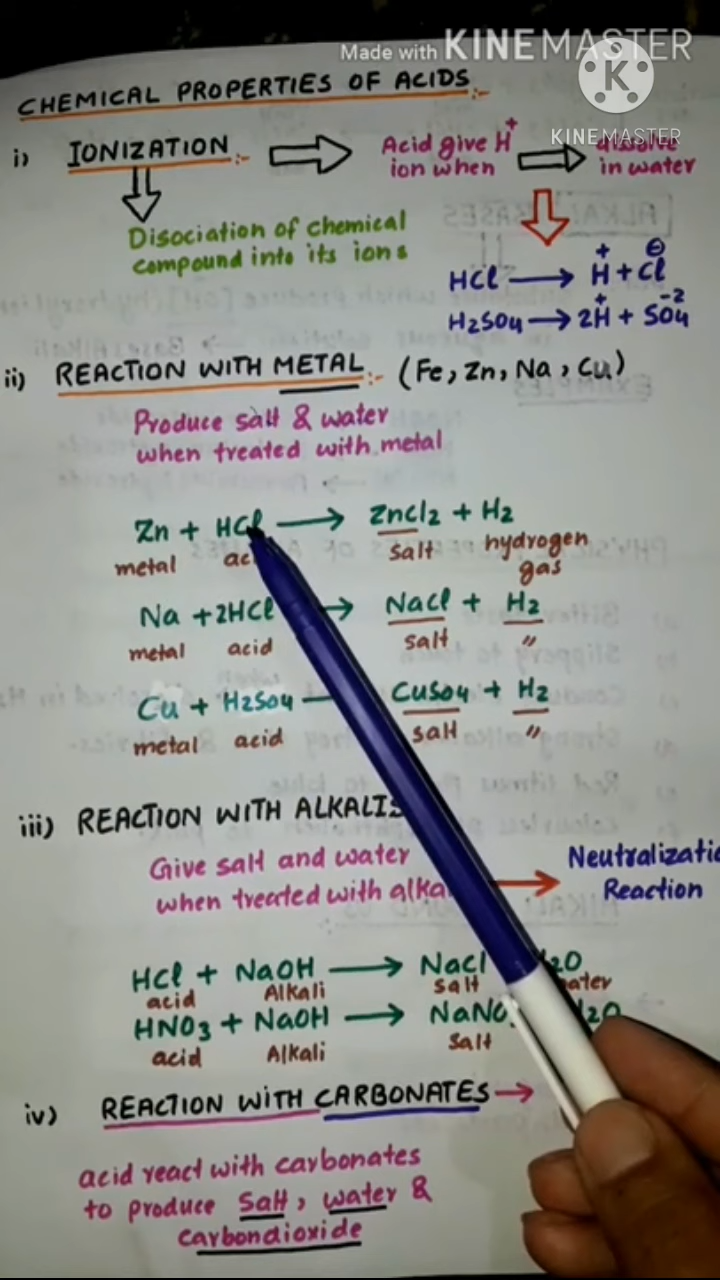 Made with KINEMASTER
K
KINEMASTER
CHEMICAL PROPERTIES OF ACIDS :-
i) IONIZATION :- Acid give H+
ion when in water
Disociation of chemical
compound into its ions
HCl → H+ + Cl⊖
H2SO4 → 2H+ + SO4-2
ii) REACTION WITH METAL :- (Fe, Zn, Na, Cu)
Produce salt & water
when treated with metal
Zn + HCl → ZnCl2 + H2
metal salt hydrogen
gas
Na + 2HCl → NaCl + H2
metal acid salt "
Cu + H2SO4 CuSO4 + H2
metal acid salt "
iii) REACTION WITH ALKALIS
Give salt and water → Neutralizatio
when treated with Reaction
HCl + NaOH → NaCl
acid Alkali salt
HNO3 + NaOH →
acid Alkali salt
iv) REACTION WITH CARBONATES →
acid react with carbonates
to produce salt, water &
carbondioxide